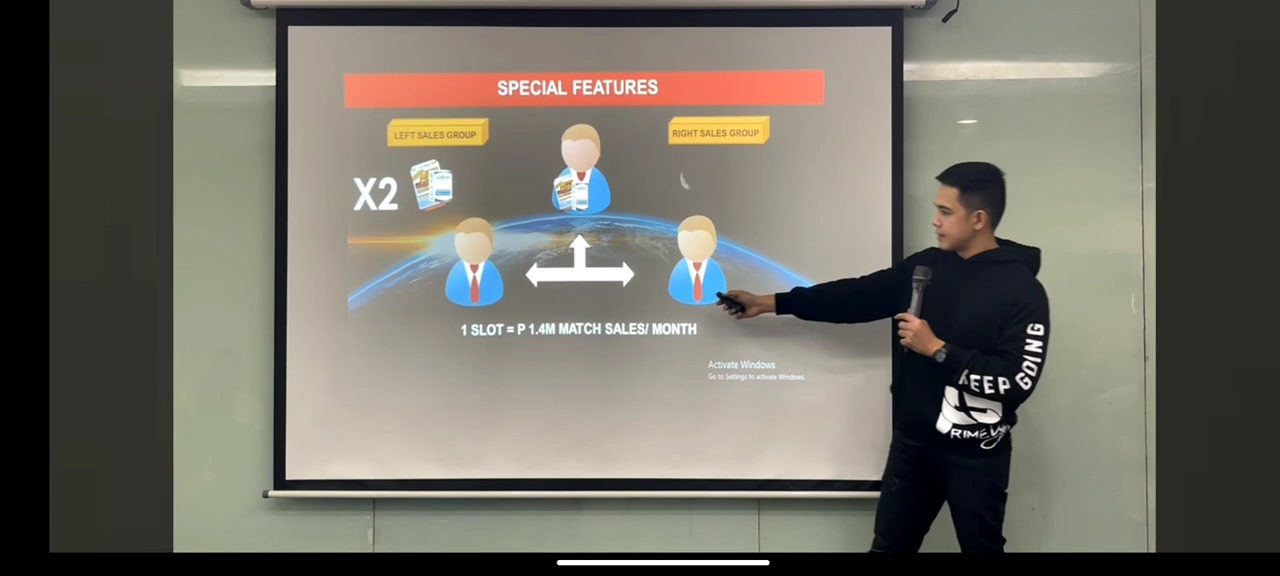 SPECIAL FEATURES
LEFT SALES GROUP
RIGHT SALES GROUP
X2
1 SLOT = P 1.4M MATCH SALES/ MONTH
Activate Windows
Go to Settings to activate Windows.
KEEP GOING
PRIME